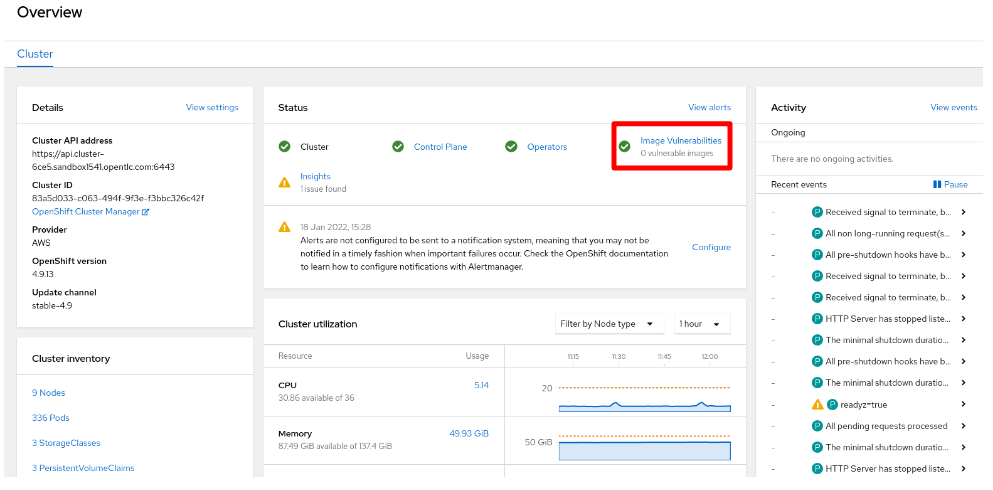 Overview
Cluster
Details
View settings
Cluster API address
https://api.cluster-
6ce5.sandbox1541.opentlc.com:6443
Cluster ID
83a5d033-c063-494f-9f3e-f3bbc326c42f
OpenShift Cluster Manager
Provider
AWS
OpenShift version
4.9.13
Update channel
stable-4.9
Cluster inventory
9 Nodes
336 Pods
3 StorageClasses
3 PersistentVolumeClaims
Status
View alerts
Cluster
Control Plane
Operators
Image Vulnerabilities
0 vulnerable images
Insights
1 issue found
18 Jan 2022, 15:28
Alerts are not configured to be sent to a notification system, meaning that you may not be
notified in a timely fashion when important failures occur. Check the OpenShift documentation
to learn how to configure notifications with Alertmanager.
Configure
Cluster utilization
Filter by Node type
1 hour
Resource
Usage
11:15
11:30
11:45
12:00
CPU
5.14
30.86 available of 36
20
Memory
49.93 GiB
87.49 GiB available of 137.4 GiB
50 GiB
Activity
View events
Ongoing
There are no ongoing activities.
Recent events
Pause
- P Received signal to terminate, b...
- P All non long-running request(s...
- P All pre-shutdown hooks have b...
- P Received signal to terminate, b...
- P Received signal to terminate, b...
- P HTTP Server has stopped liste...
- P The minimal shutdown duratio...
- P All pre-shutdown hooks have b...
- P The minimal shutdown duratio...
- P readyz=true
- P All pending requests processed
- P The minimal shutdown duratio...
- P HTTP Server has stopped liste...